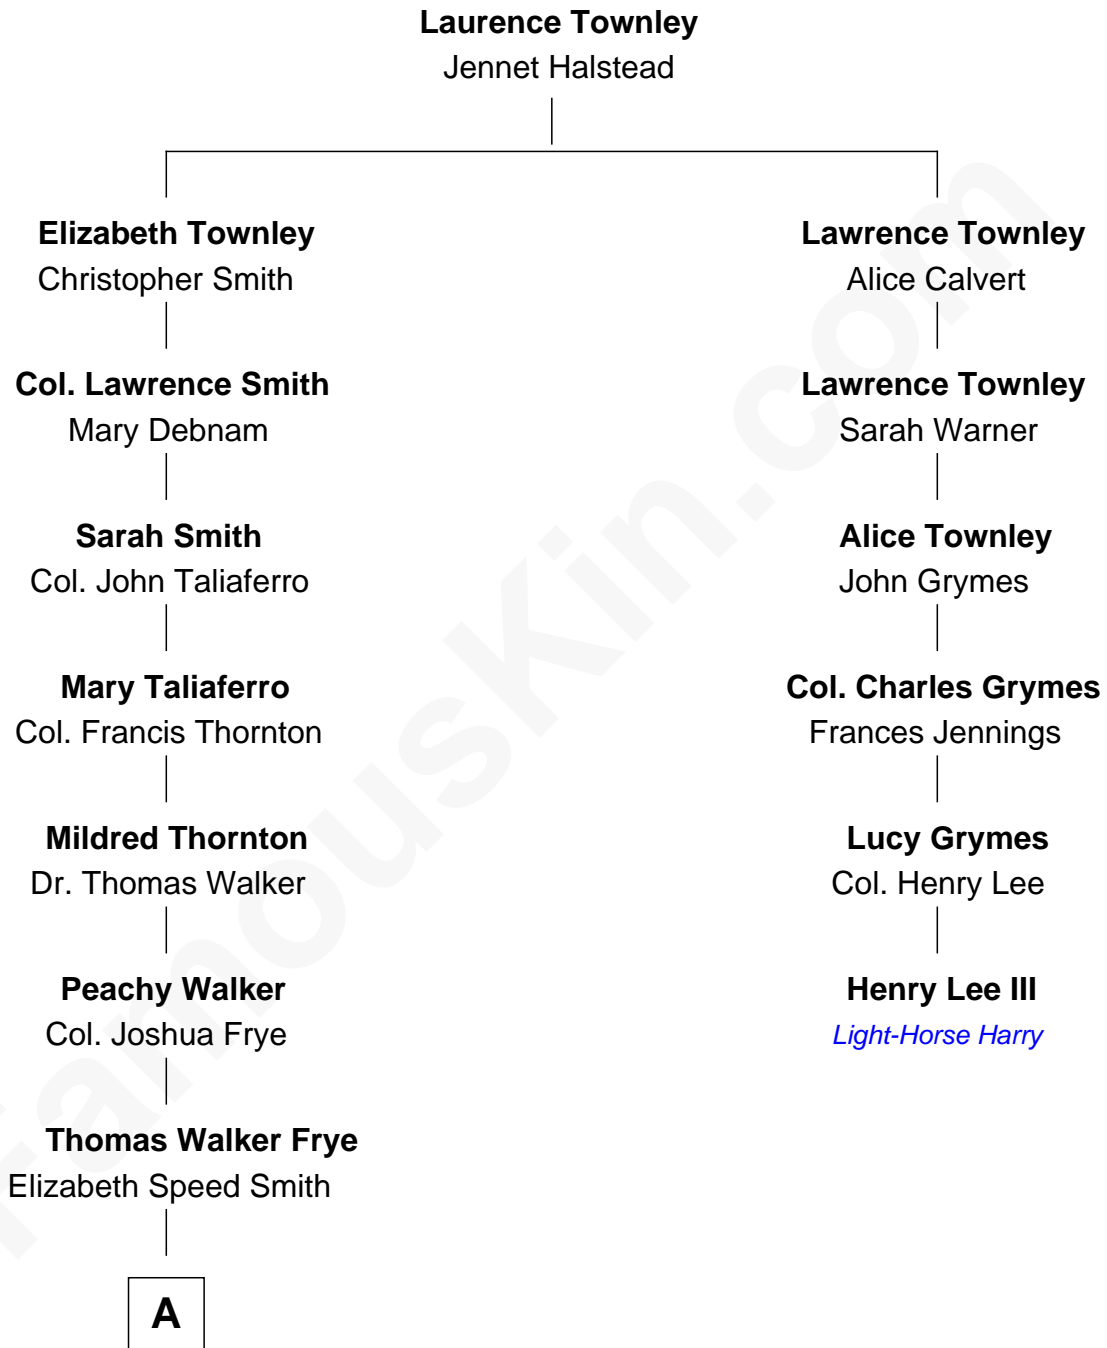 Laurence Townley
Jennet Halstead
Elizabeth Townley
Christopher Smith
Lawrence Townley
Alice Calvert
Col. Lawrence Smith
Mary Debnam
Lawrence Townley
Sarah Warner
Sarah Smith
Col. John Taliaferro
Alice Townley
John Grymes
Mary Taliaferro
Col. Francis Thornton
Col. Charles Grymes
Frances Jennings
Mildred Thornton
Dr. Thomas Walker
Lucy Grymes
Col. Henry Lee
Peachy Walker
Col. Joshua Frye
Henry Lee III
Light-Horse Harry
Thomas Walker Frye
Elizabeth Speed Smith
A
FamousKin.com